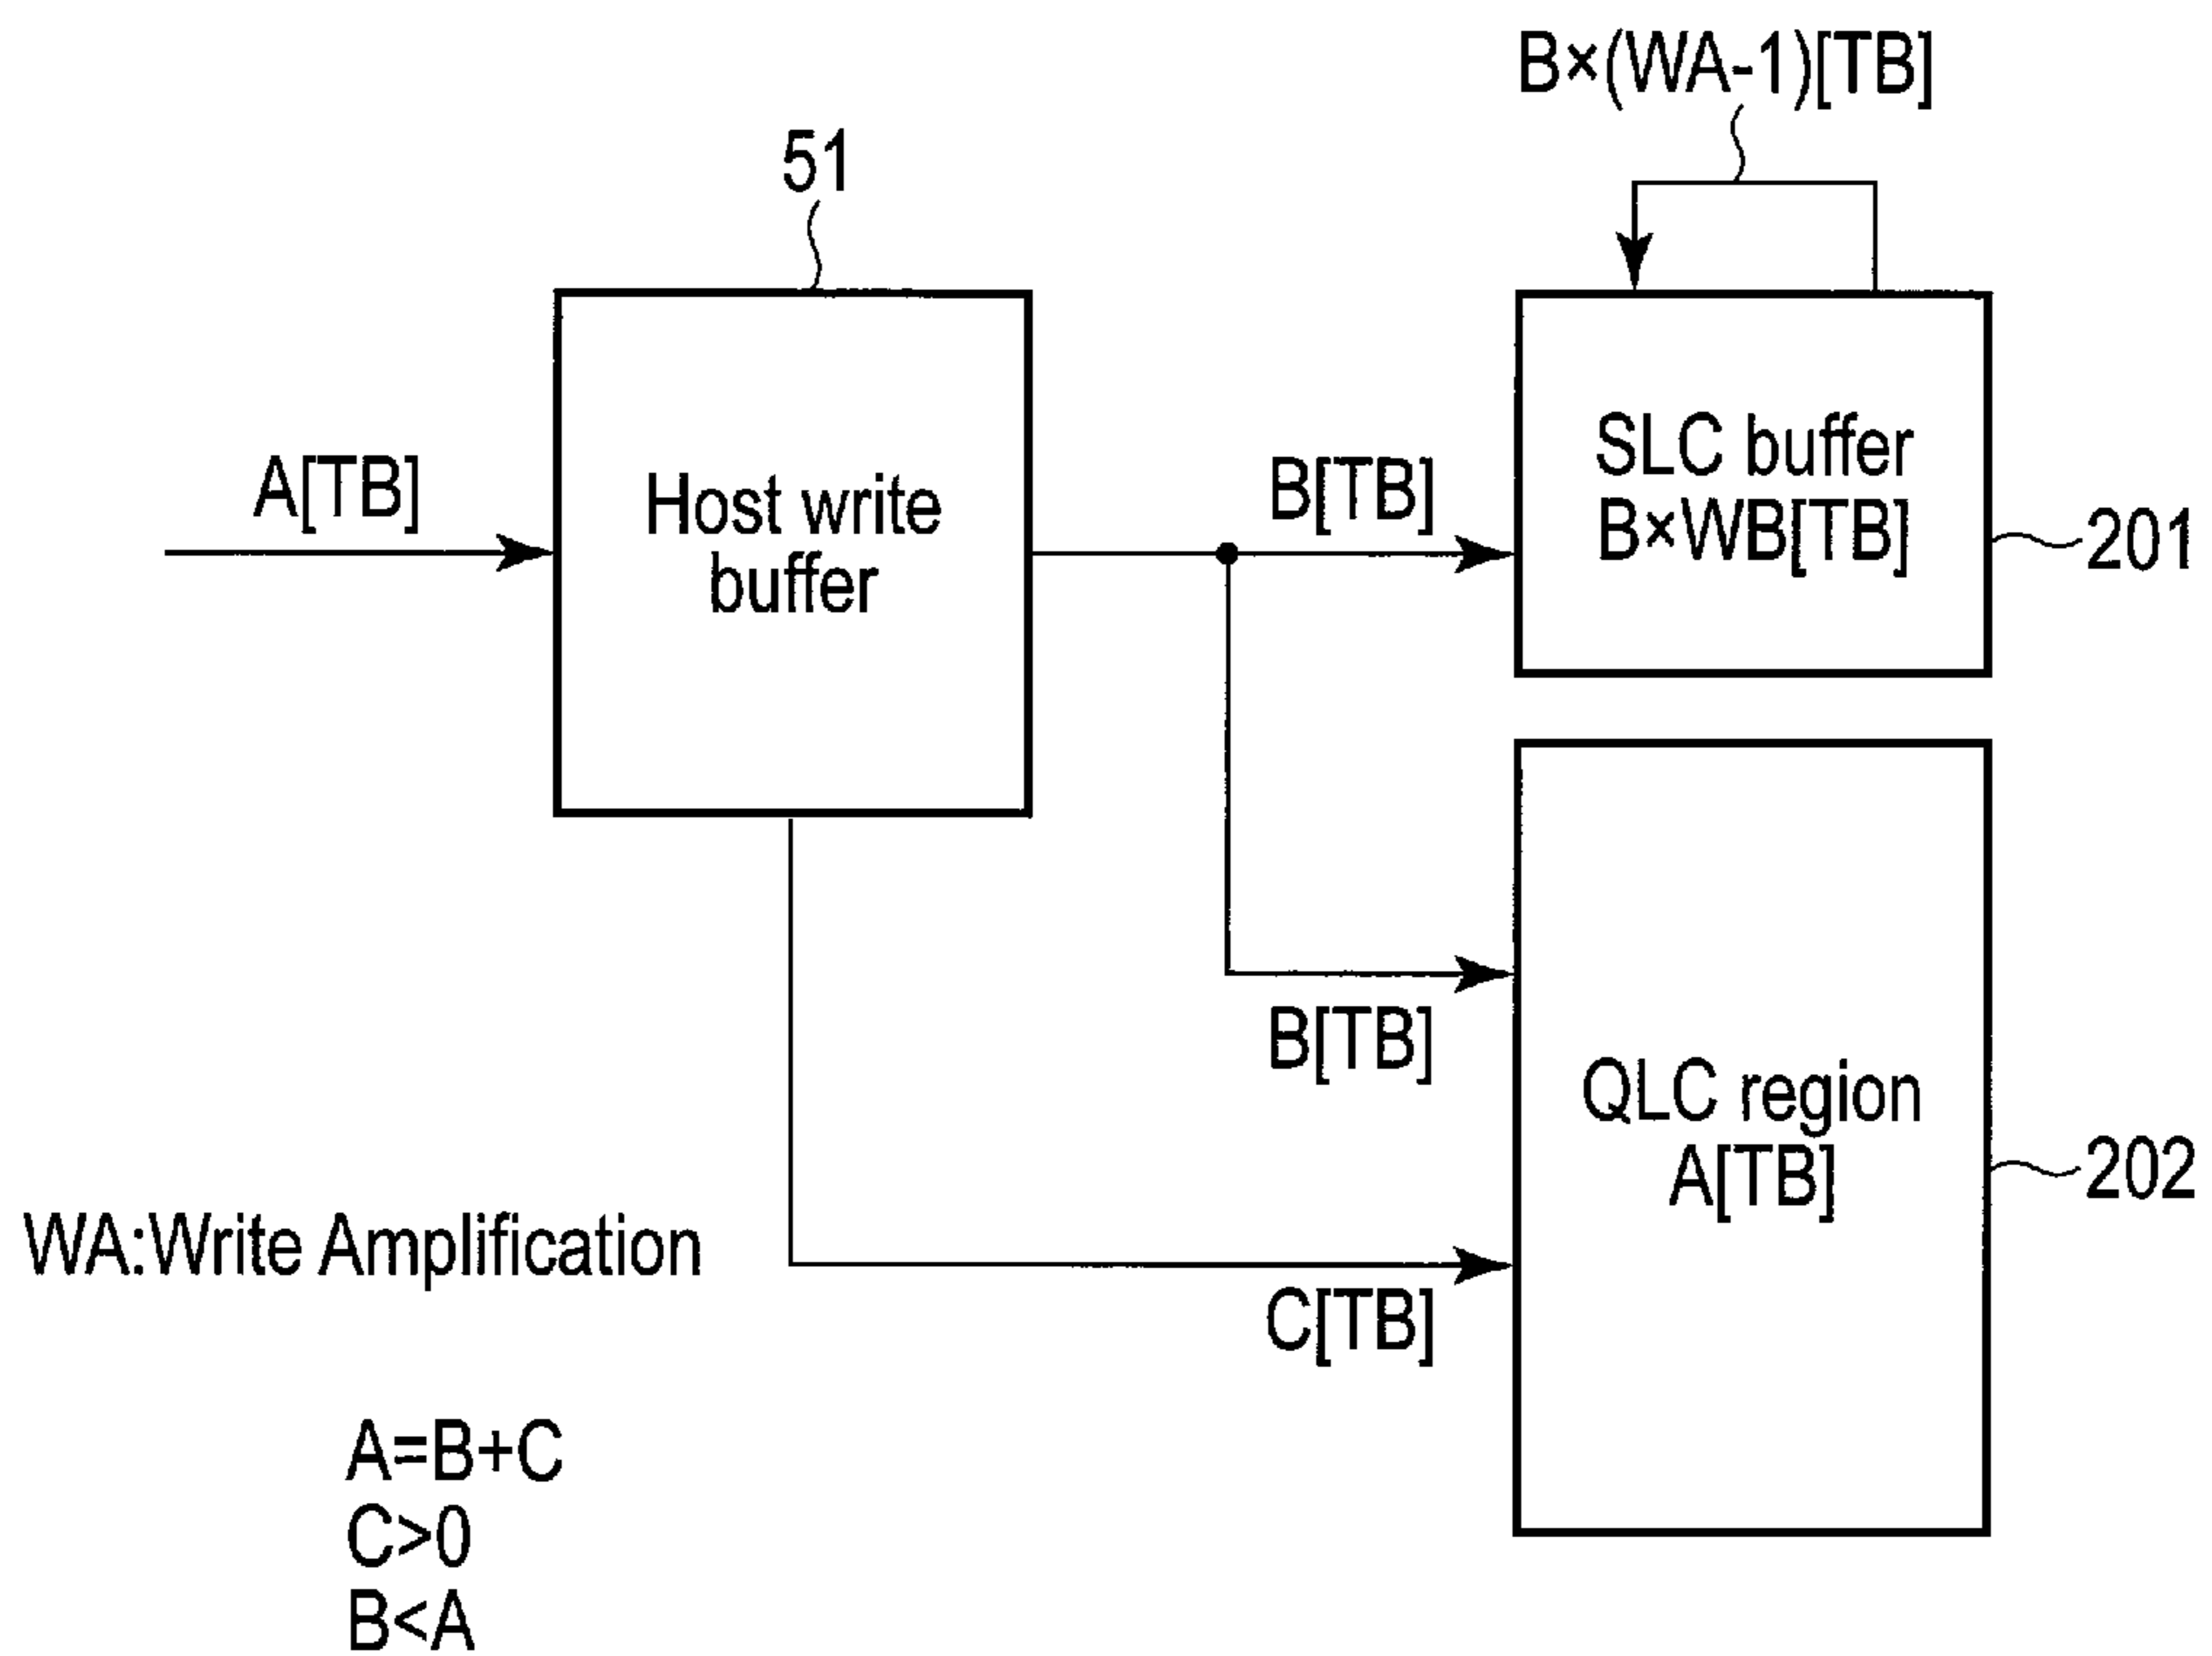 B×(WA-1)[TB]
51
A[TB]
Host write
buffer
B[TB]
SLC buffer
B×WB[TB]
201
B[TB]
QLC region
A[TB]
202
C[TB]
WA:Write Amplification
A=B+C
C>0
B<A